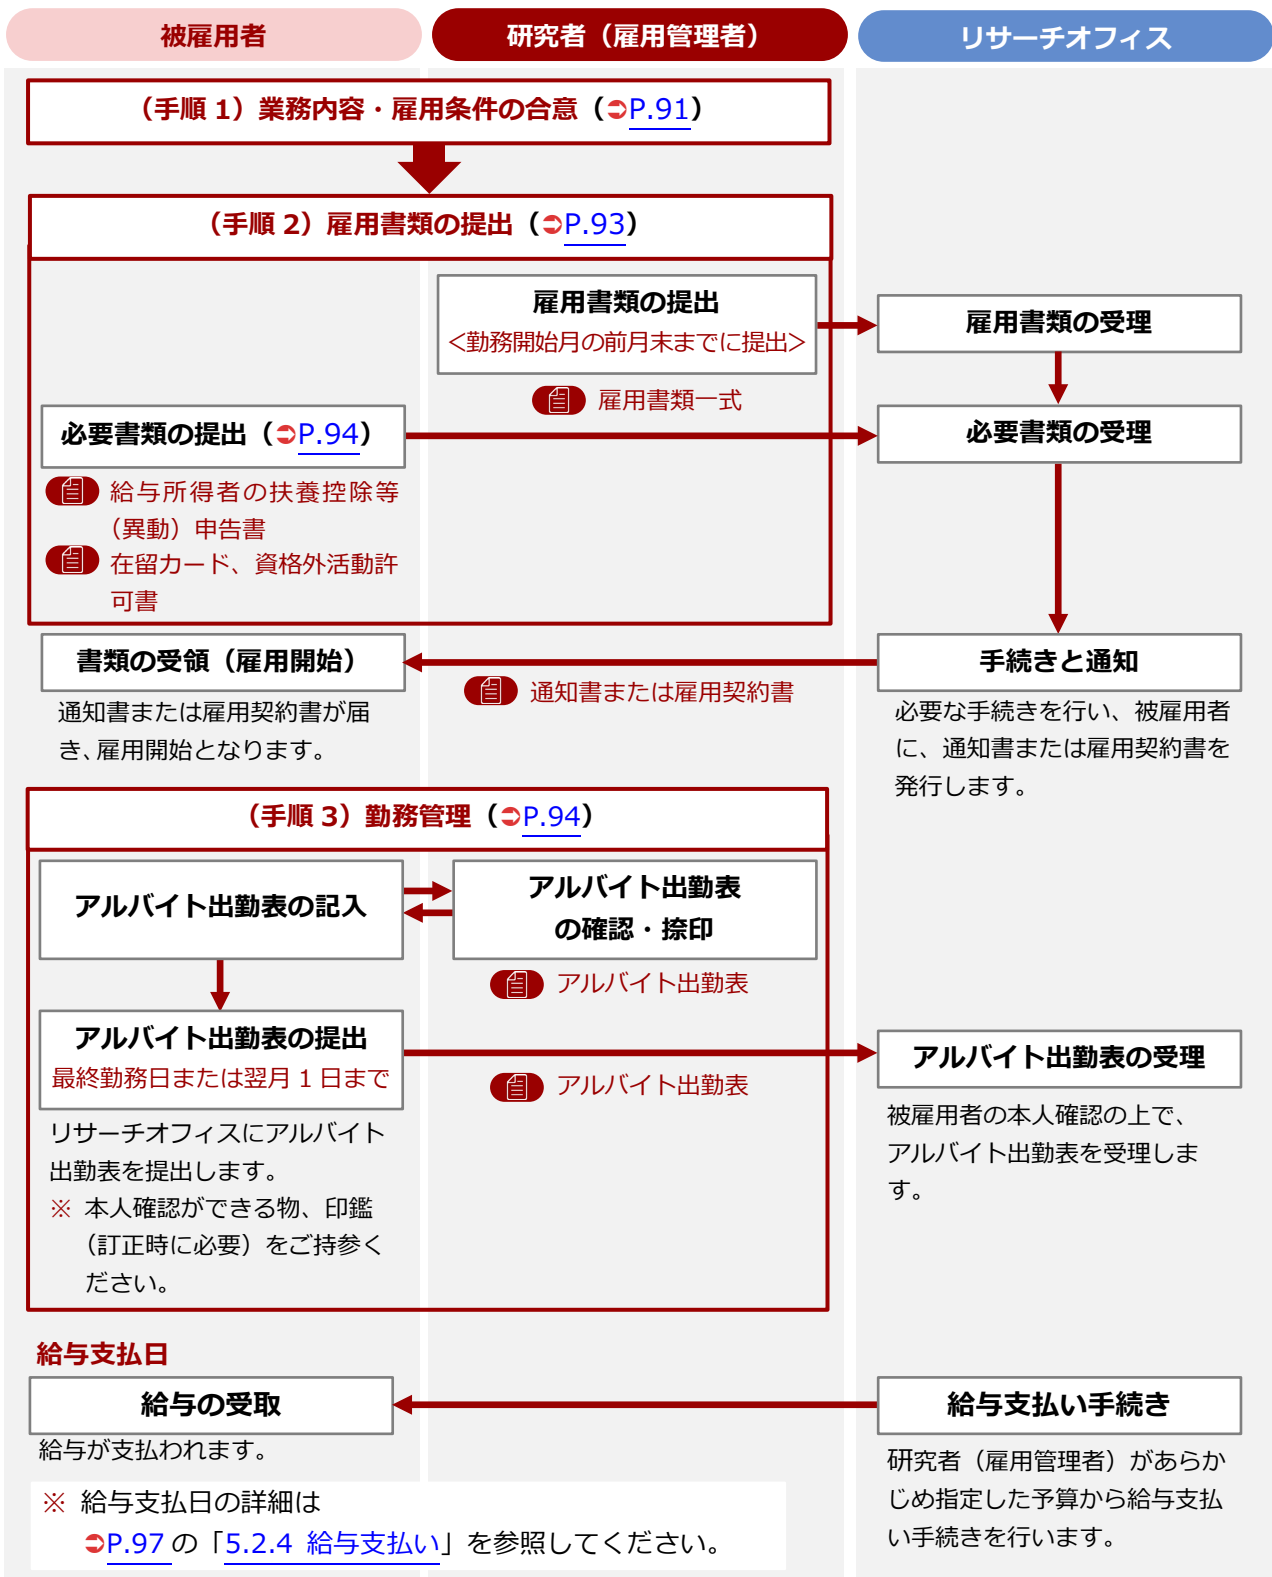 被雇用者
研究者（雇用管理者）
リサーチオフィス
（手順 1）業務内容・雇用条件の合意（➲P.91）
（手順 2）雇用書類の提出（➲P.93）
雇用書類の提出
<勤務開始月の前月末までに提出>
雇用書類一式
雇用書類の受理
必要書類の提出（➲P.94）
必要書類の受理
給与所得者の扶養控除等
（異動）申告書
在留カード、資格外活動許
可書
書類の受領（雇用開始）
通知書または雇用契約書が届
き、雇用開始となります。
通知書または雇用契約書
手続きと通知
必要な手続きを行い、被雇用者
に、通知書または雇用契約書を
発行します。
（手順 3）勤務管理（➲P.94）
アルバイト出勤表の記入
アルバイト出勤表
の確認・捺印
アルバイト出勤表
アルバイト出勤表の提出
最終勤務日または翌月 1 日まで
アルバイト出勤表
アルバイト出勤表の受理
リサーチオフィスにアルバイト
出勤表を提出します。
※ 本人確認ができる物、印鑑
（訂正時に必要）をご持参く
ださい。
被雇用者の本人確認の上で、
アルバイト出勤表を受理しま
す。
給与支払日
給与の受取
給与が支払われます。
給与支払い手続き
研究者（雇用管理者）があらか
じめ指定した予算から給与支払
い手続きを行います。
※ 給与支払日の詳細は
➲P.97 の「5.2.4 給与支払い」を参照してください。